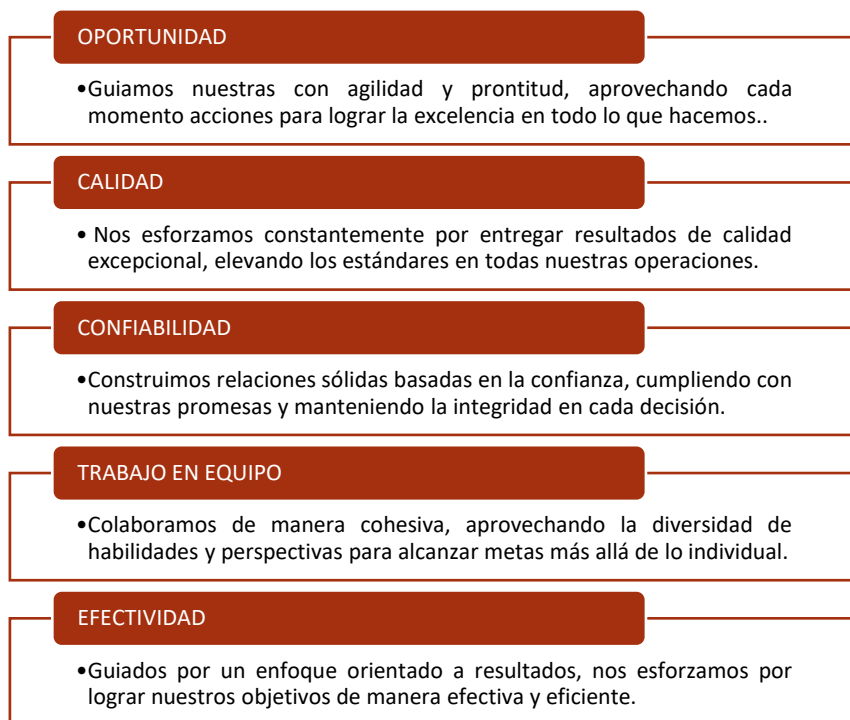 OPORTUNIDAD
•Guiamos nuestras con agilidad y prontitud, aprovechando cada
momento acciones para lograr la excelencia en todo lo que hacemos..
CALIDAD
• Nos esforzamos constantemente por entregar resultados de calidad
excepcional, elevando los estándares en todas nuestras operaciones.
CONFIABILIDAD
•Construimos relaciones sólidas basadas en la confianza, cumpliendo con
nuestras promesas y manteniendo la integridad en cada decisión.
TRABAJO EN EQUIPO
•Colaboramos de manera cohesiva, aprovechando la diversidad de
habilidades y perspectivas para alcanzar metas más allá de lo individual.
EFECTIVIDAD
•Guiados por un enfoque orientado a resultados, nos esforzamos por
lograr nuestros objetivos de manera efectiva y eficiente.